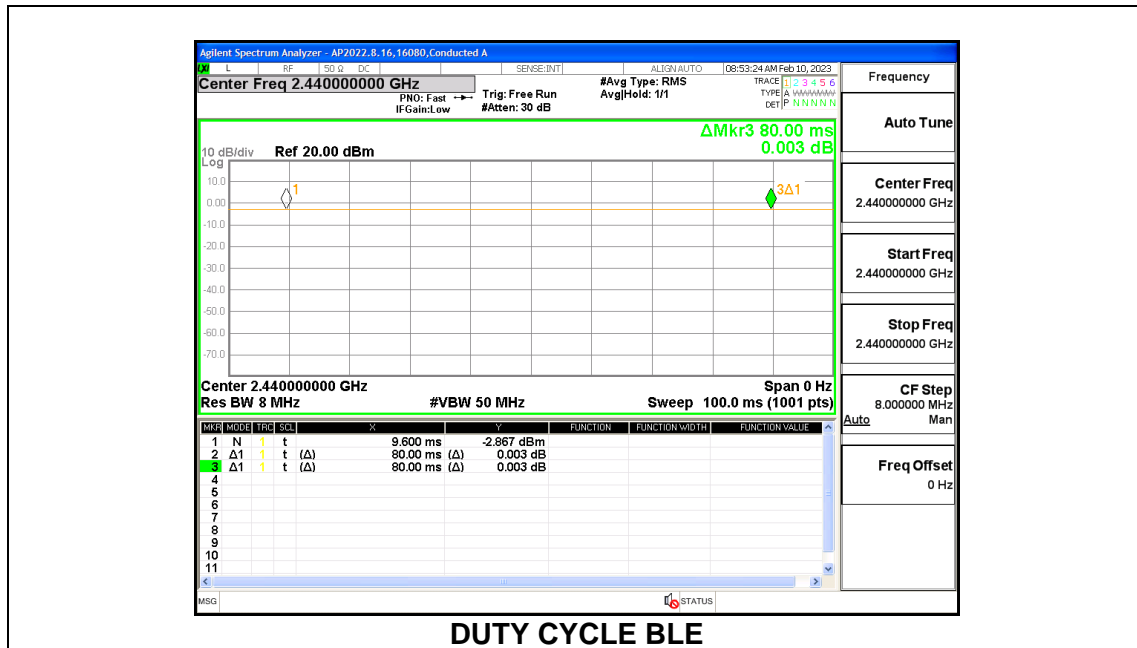 Agilent Spectrum Analyzer - AP2022.8.16,16080,Conducted A
LXI L RF 50 Ω DC SENSE:INT ALIGN AUTO 08:53:24 AM Feb 10, 2023
Center Freq 2.440000000 GHz
PNO: Fast
IFGain:Low
Trig: Free Run
#Atten: 30 dB
#Avg Type: RMS
Avg|Hold: 1/1
TRACE 1 2 3 4 5 6
TYPE A WWWWW
DET P N N N N N
ΔMkr3 80.00 ms
0.003 dB
10 dB/div Ref 20.00 dBm
Log
10.0
0.00
-10.0
-20.0
-30.0
-40.0
-50.0
-60.0
-70.0
1
3Δ1
Center 2.440000000 GHz Span 0 Hz
Res BW 8 MHz #VBW 50 MHz Sweep 100.0 ms (1001 pts)
MKR MODE TRC SCL X Y FUNCTION FUNCTION WIDTH FUNCTION VALUE
1 N 1 t 9.600 ms -2.867 dBm
2 Δ1 1 t (Δ) 80.00 ms (Δ) 0.003 dB
3 Δ1 1 t (Δ) 80.00 ms (Δ) 0.003 dB
4
5
6
7
8
9
10
11
MSG STATUS
Frequency
Auto Tune
Center Freq
2.440000000 GHz
Start Freq
2.440000000 GHz
Stop Freq
2.440000000 GHz
CF Step
8.000000 MHz
Auto Man
Freq Offset
0 Hz
DUTY CYCLE BLE